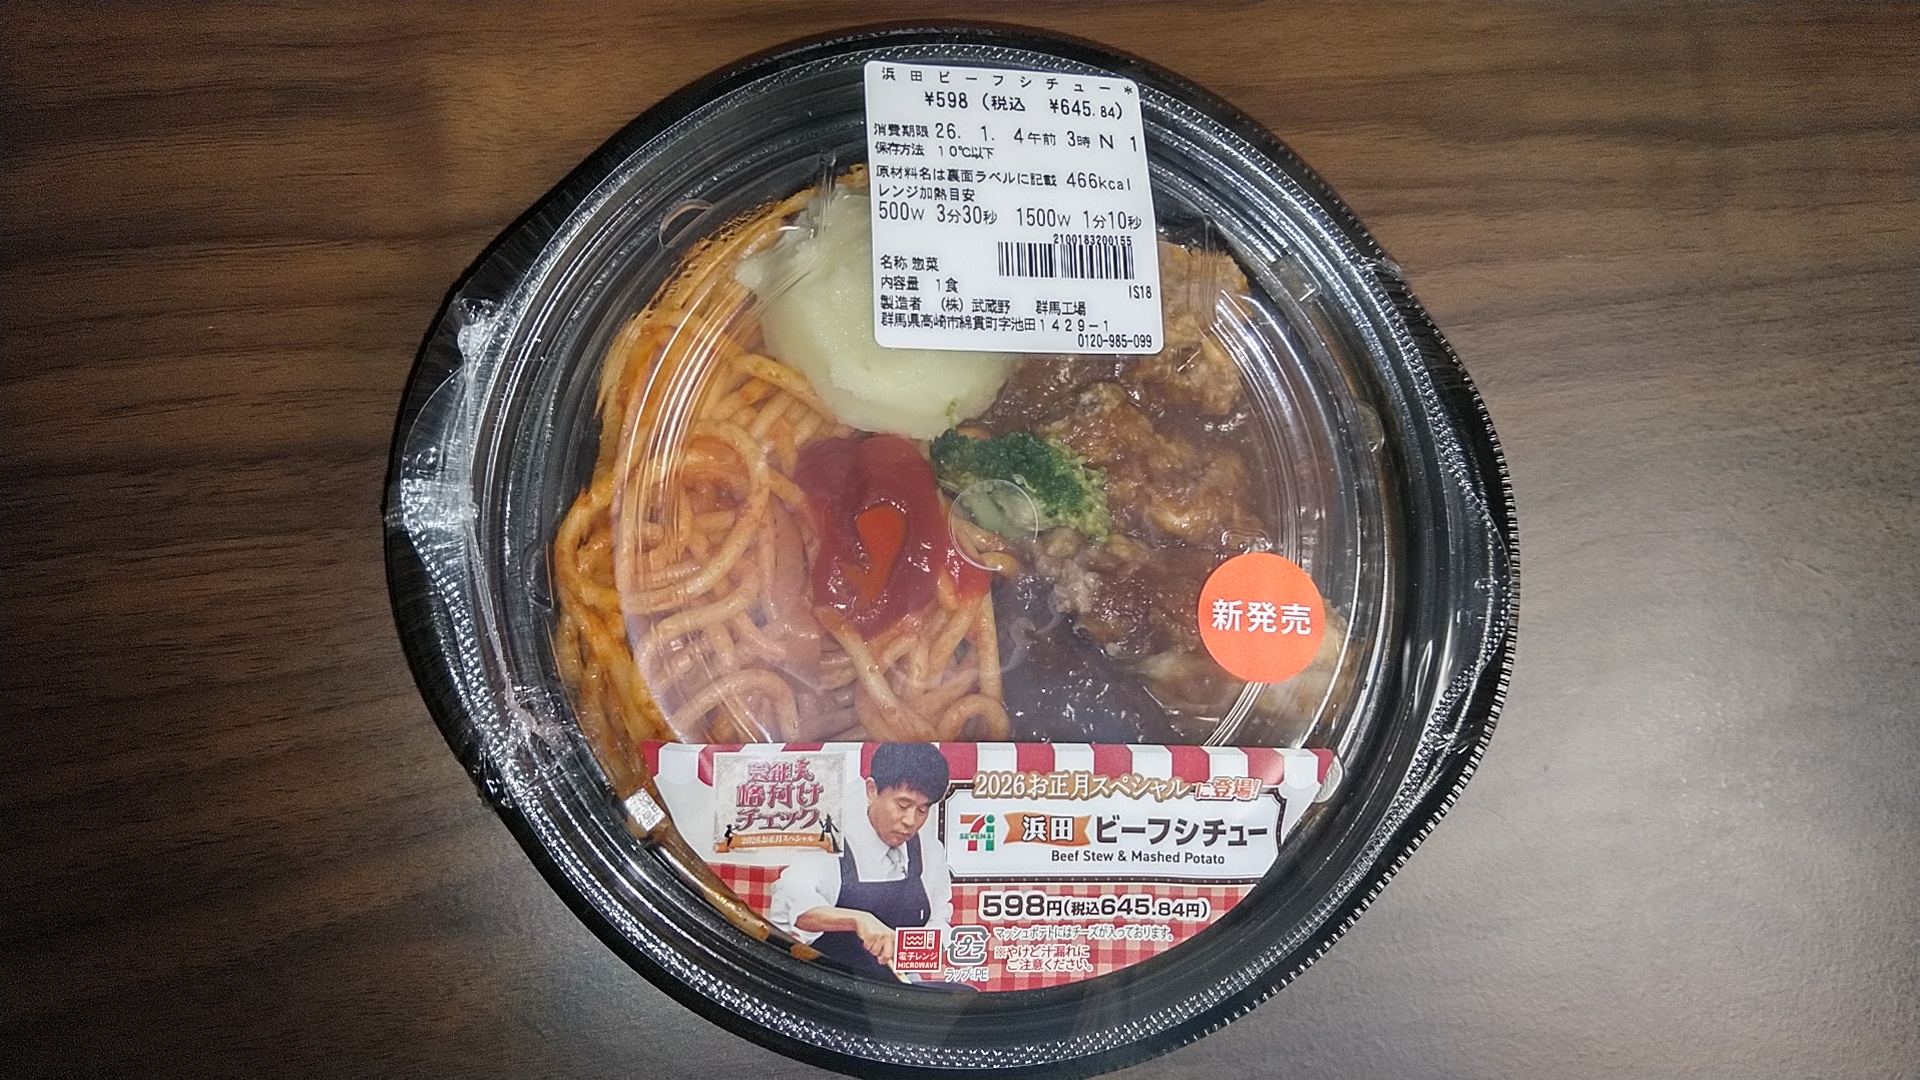 浜田ビーフシチュー*
¥598 (税込 ¥645.84)
消費期限 26. 1. 4午前 3時 N 1
保存方法 10℃以下
原材料名は裏面ラベルに記載 466kcal
レンジ加熱目安
500W 3分30秒 1500W 1分10秒
2100183200155
名称 惣菜
内容量 1食
IS18
製造者 (株)武蔵野 群馬工場
群馬県高崎市綿貫町字池田1429-1
0120-985-099
新発売
芸能人
格付け
チェック
2026お正月スペシャル
2026お正月スペシャルに登場!
SEVEN&i
浜田 ビーフシチュー
Beef Stew & Mashed Potato
598円(税込645.84円)
マッシュポテトにはチーズが入っております。
※やけど汁漏れに
ご注意ください。
電子レンジ
MICROWAVE
プラ
ラップ:PE